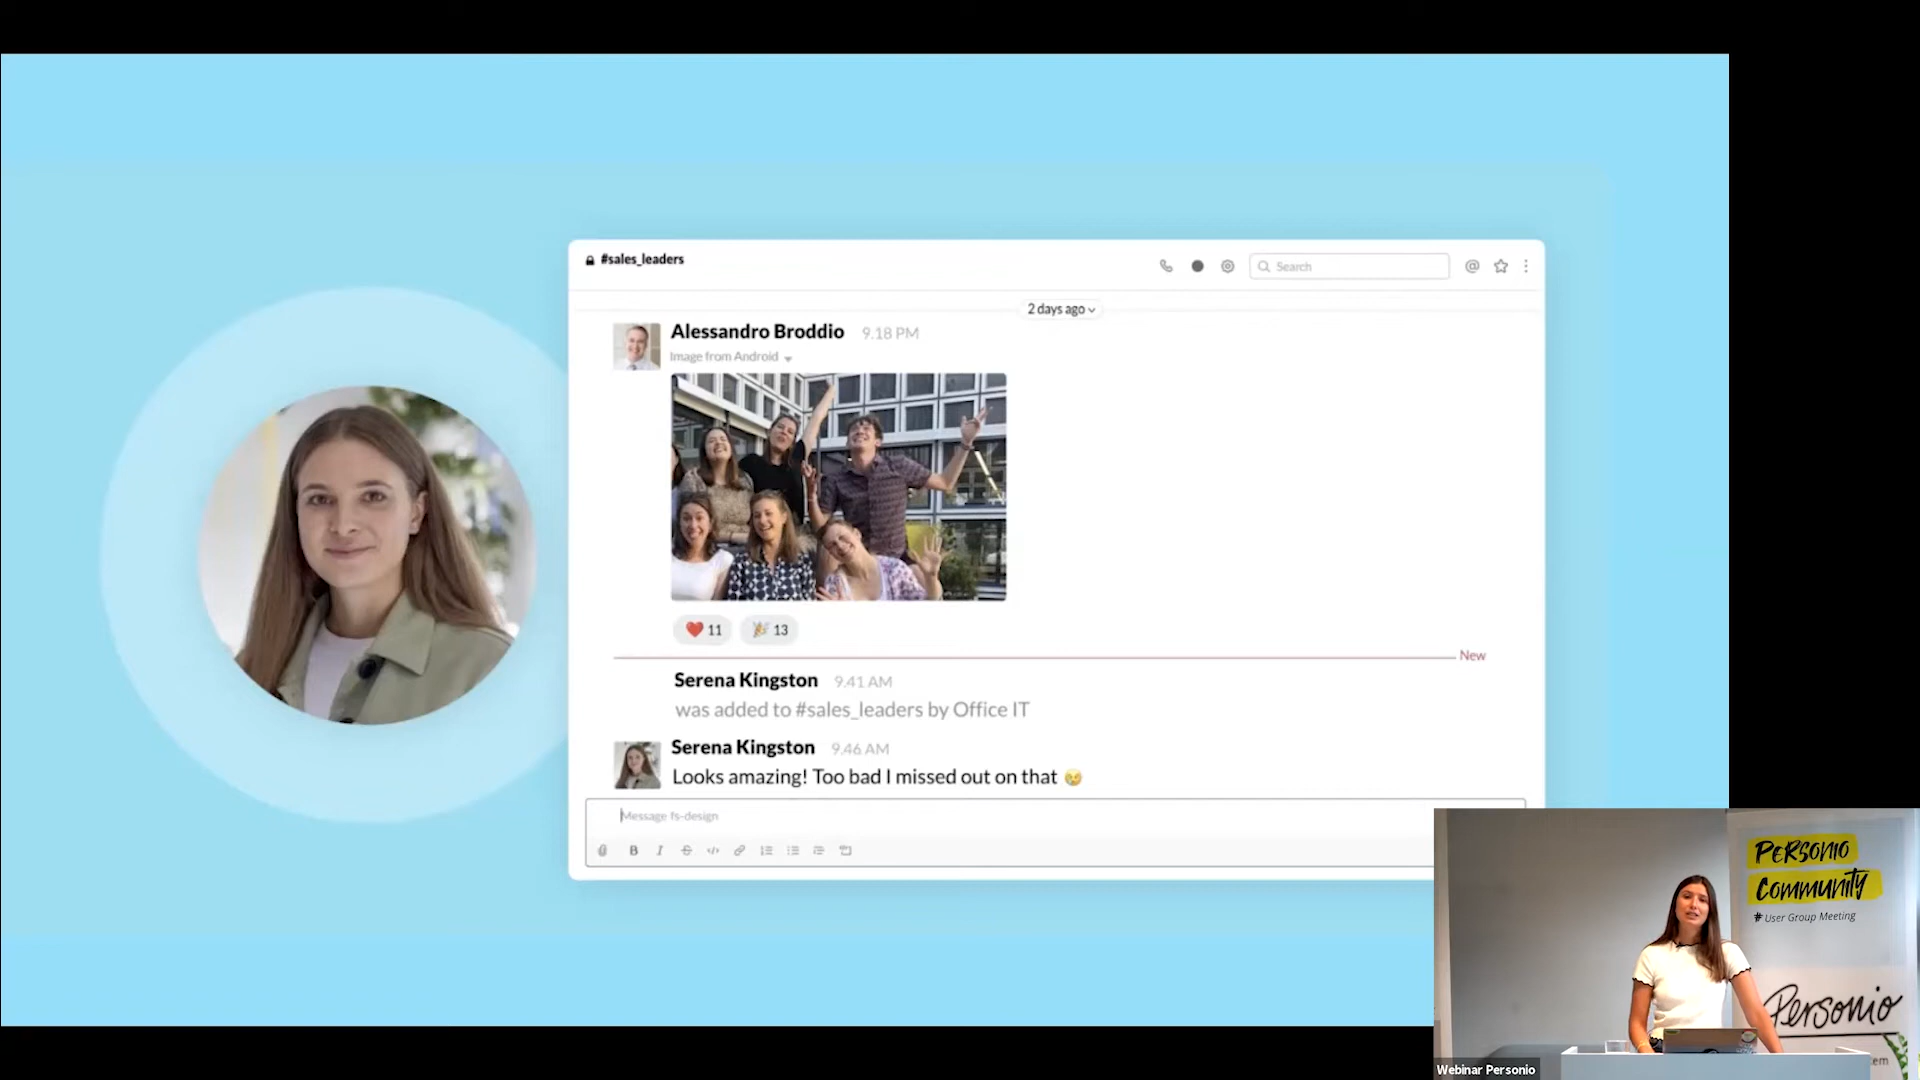 #sales_leaders
Search
2 days ago
Alessandro Broddio 9.18 PM
Image from Android
11 13
New
Serena Kingston 9.41 AM
was added to #sales_leaders by Office IT
Serena Kingston 9.46 AM
Looks amazing! Too bad I missed out on that
Message fs-design
B I S </>
PERSONIO
COMMUNITY
# User Group Meeting
Personio
Webinar Personio